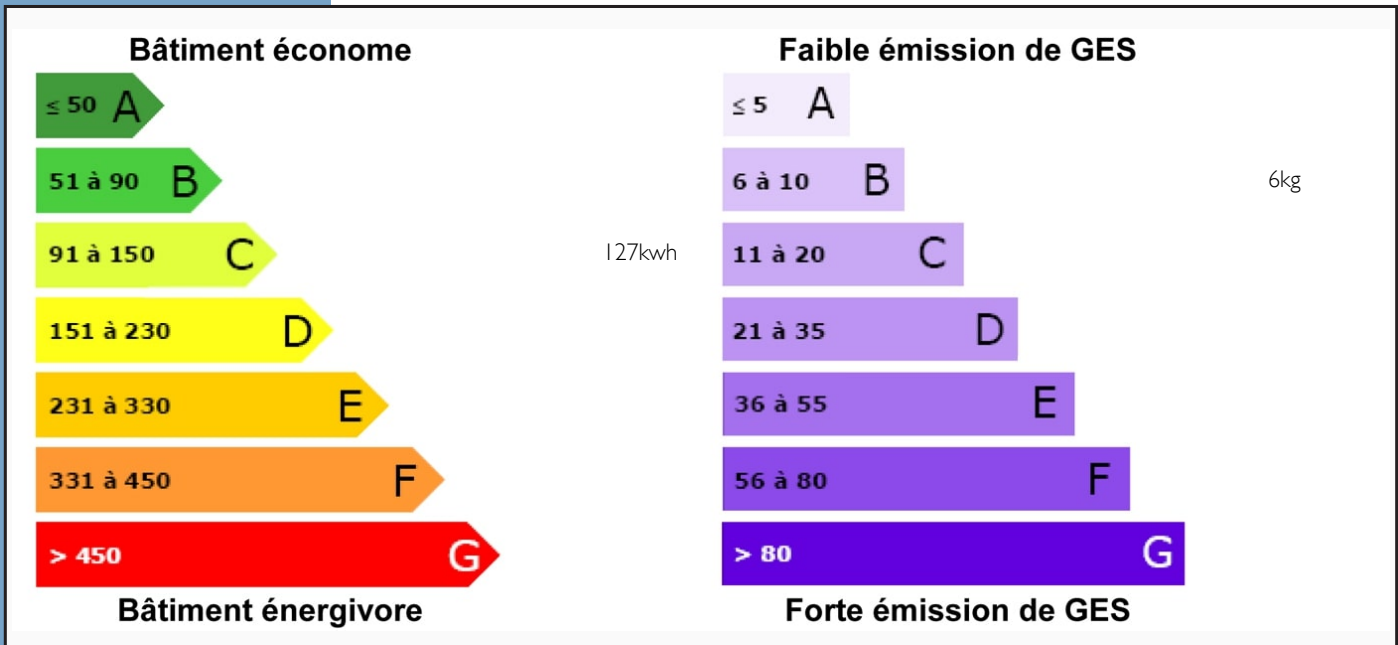 Bâtiment économe
≤ 50 A
51 à 90 B
91 à 150 C
127kwh
151 à 230 D
231 à 330 E
331 à 450 F
> 450 G
Bâtiment énergivore
Faible émission de GES
≤ 5 A
6 à 10 B
6kg
11 à 20 C
21 à 35 D
36 à 55 E
56 à 80 F
> 80 G
Forte émission de GES